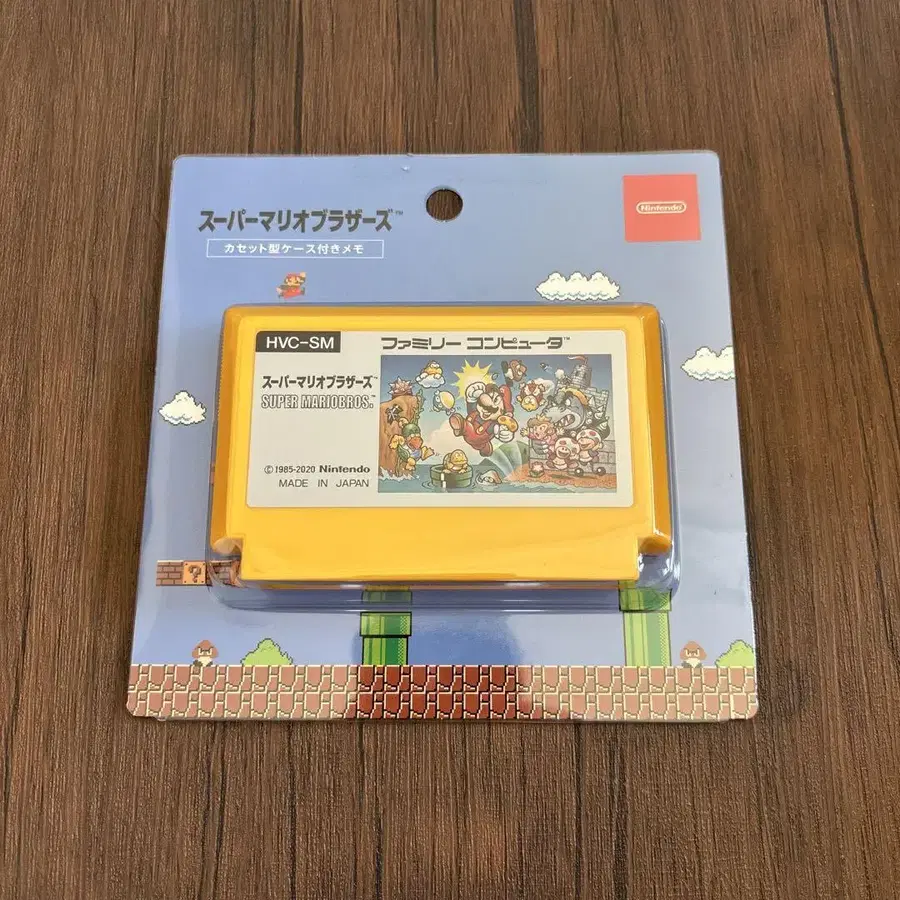 スーパーマリオブラザーズ™
カセット型ケース付きメモ
Nintendo
HVC-SM
ファミリー コンピュータ™
スーパーマリオブラザーズ™
SUPER MARIOBROS.™
© 1985-2020 Nintendo
MADE IN JAPAN
?